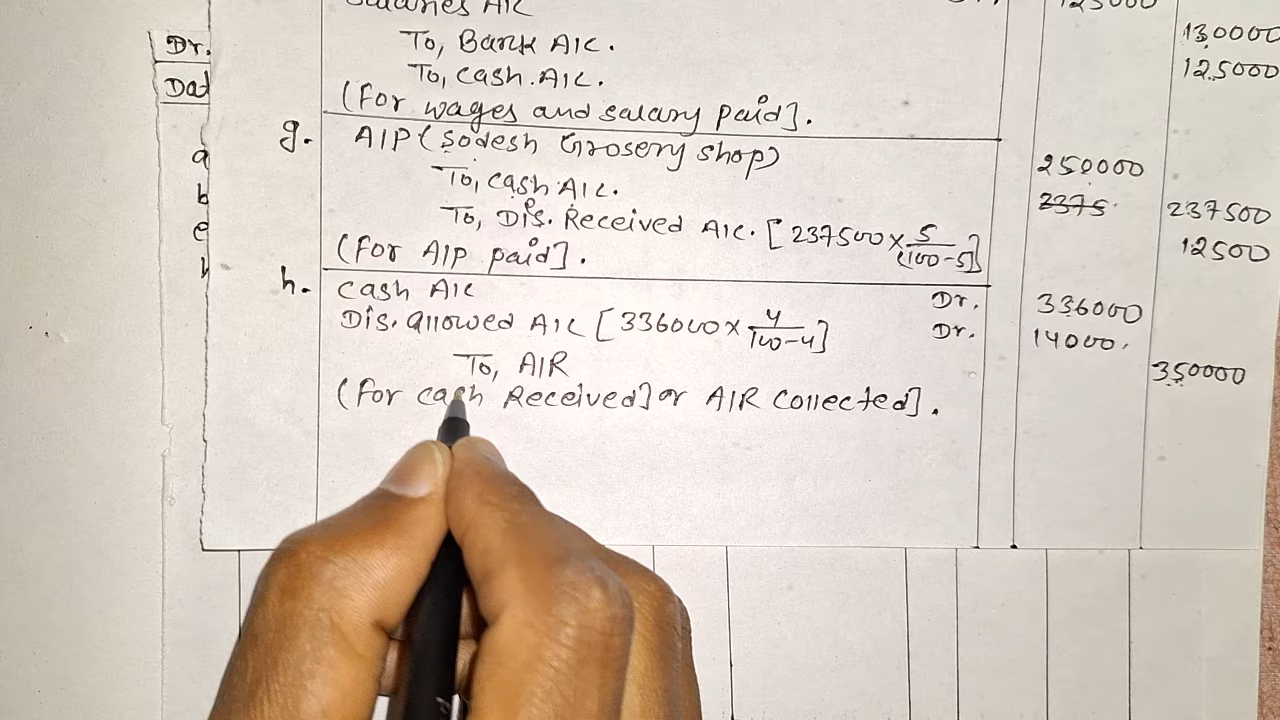 Salaries A/C 125000
To, Bank A/C. 130000
To, cash. A/C. 125000
(For wages and salary paid].
g. A/P (Sodesh Grosery shop) 250000
To, cash A/C. 2375 237500
To, Dis. Received A/C. [237500×5/(100-5)] 12500
(For A/P paid].
h. cash A/C Dr. 336000
Dis. allowed A/C [336000×4/100-4] Dr. 14000.
To, A/R 350000
(For cash Received] or A/R collected].
Dr.
Dat
a
b
e